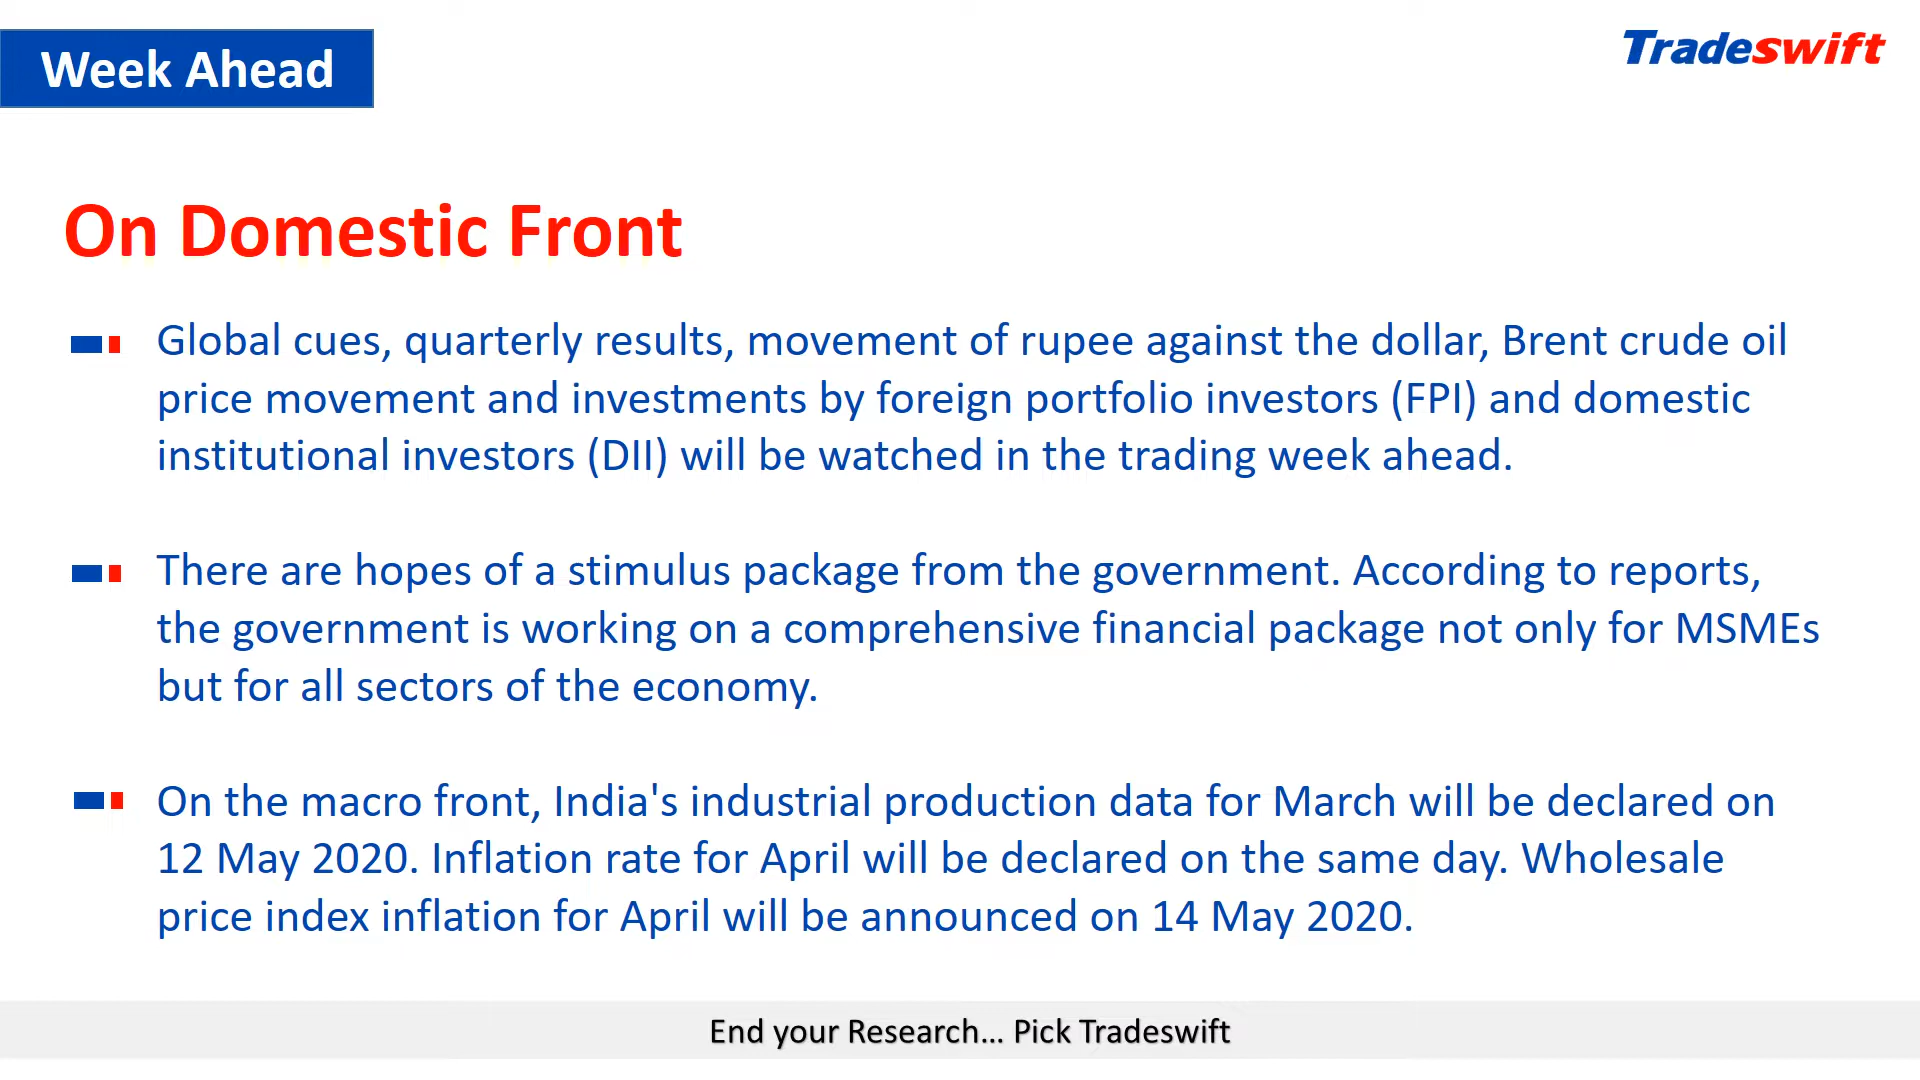 Week Ahead
Tradeswift
On Domestic Front
Global cues, quarterly results, movement of rupee against the dollar, Brent crude oil
price movement and investments by foreign portfolio investors (FPI) and domestic
institutional investors (DII) will be watched in the trading week ahead.
There are hopes of a stimulus package from the government. According to reports,
the government is working on a comprehensive financial package not only for MSMEs
but for all sectors of the economy.
On the macro front, India's industrial production data for March will be declared on
12 May 2020. Inflation rate for April will be declared on the same day. Wholesale
price index inflation for April will be announced on 14 May 2020.
End your Research... Pick Tradeswift